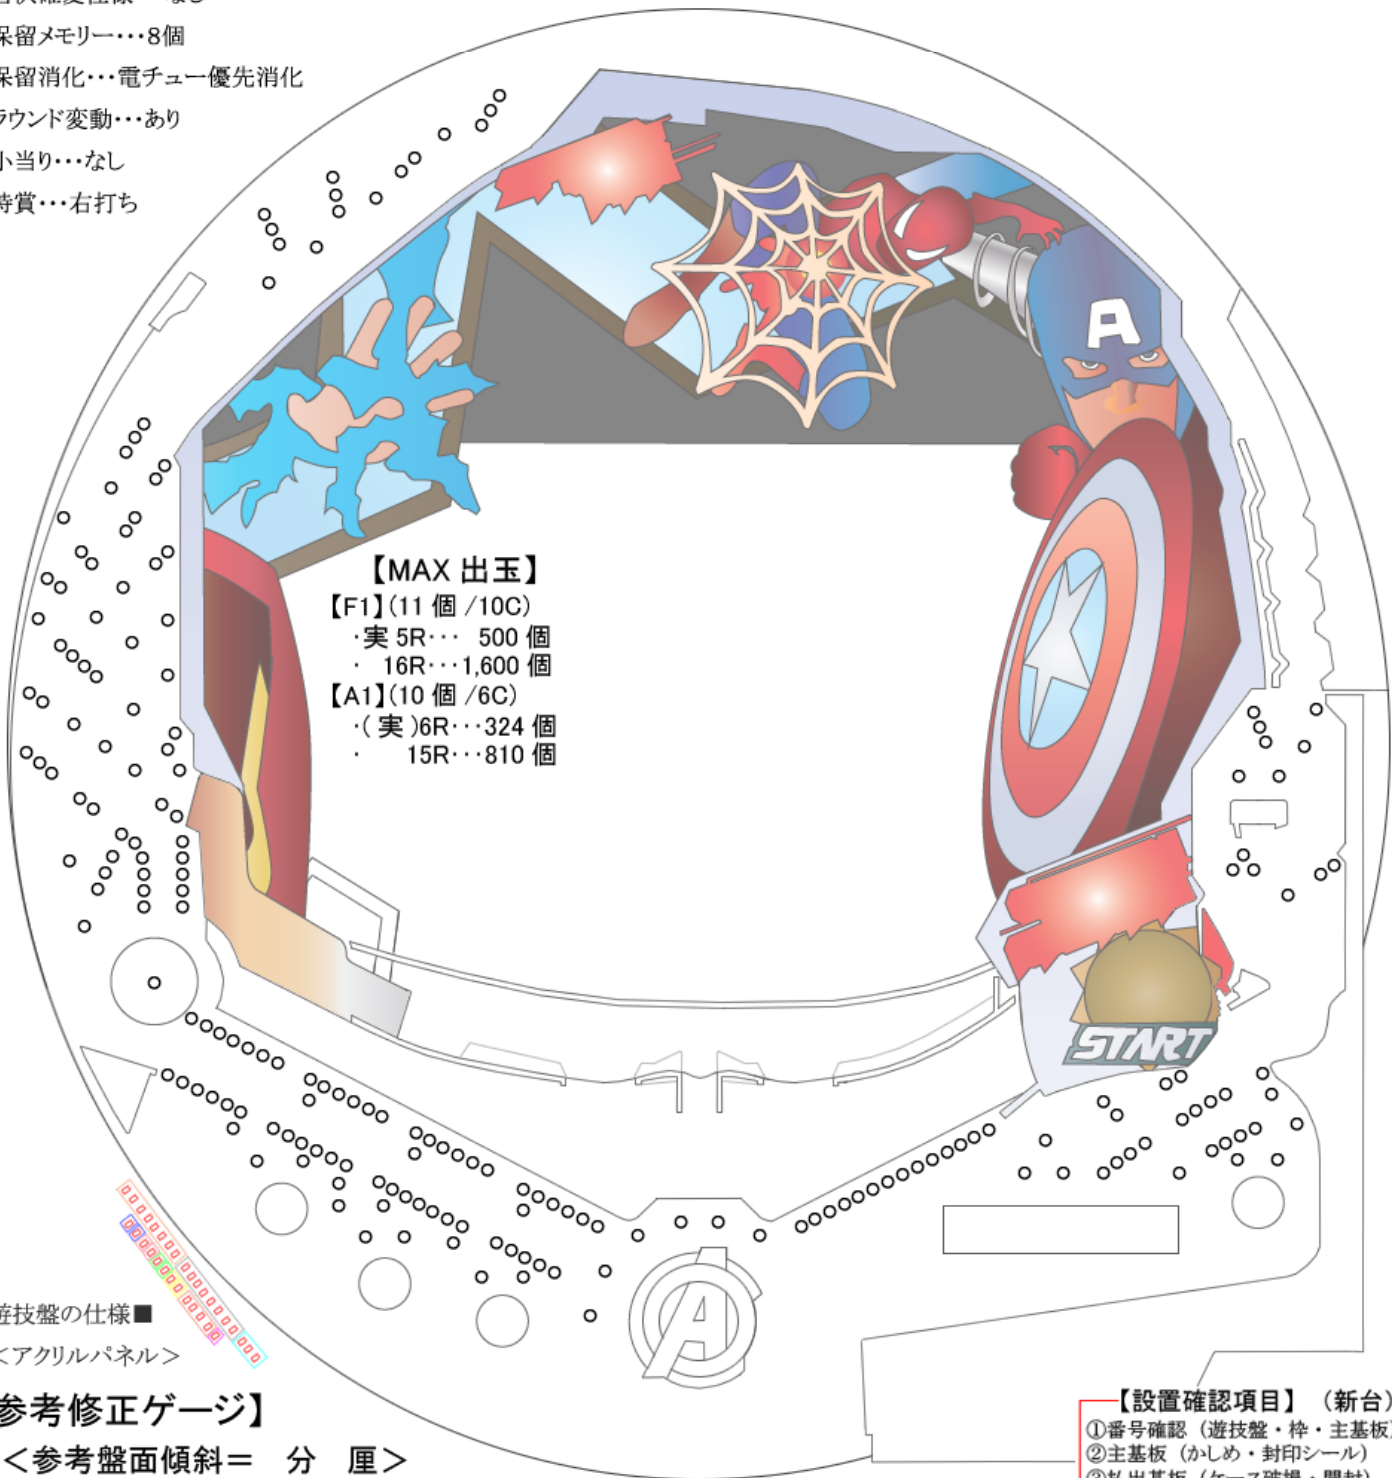 保留メモリー・・・8個
保留消化・・・電チュー優先消化
ラウンド変動・・・あり
小当り・・・なし
特賞・・・右打ち
A
【MAX 出玉】
【F1】(11 個 /10C)
・実 5R・・・ 500 個
・ 16R・・・1,600 個
【A1】(10 個 /6C)
・( 実 )6R・・・324 個
・ 15R・・・810 個
START
A
遊技盤の仕様■
＜アクリルパネル＞
参考修正ゲージ】
＜参考盤面傾斜＝ 分 厘＞
【設置確認項目】 （新台）
①番号確認（遊技盤・枠・主基板）
②主基板（かしめ・封印シール）